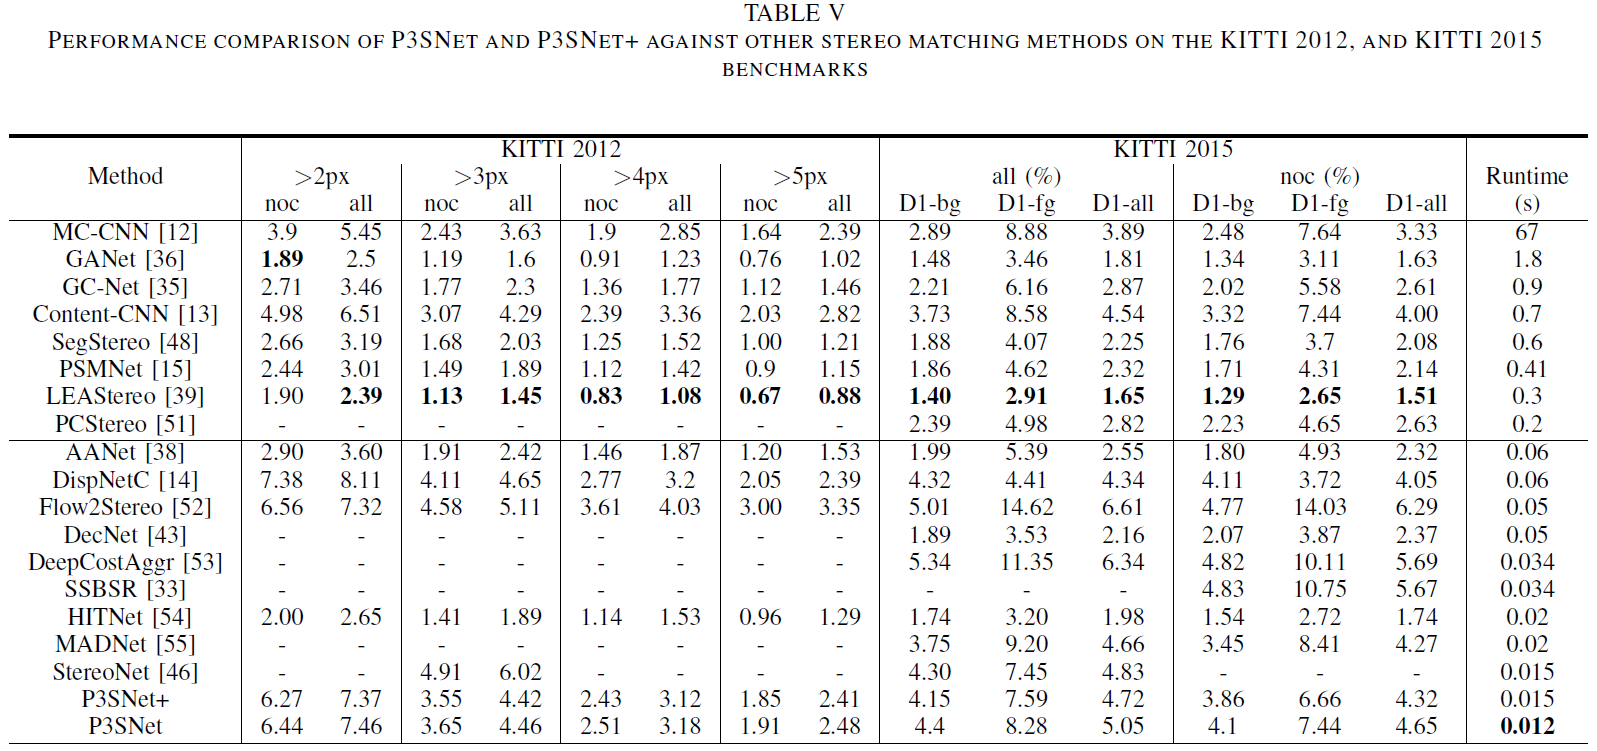 TABLE V
PERFORMANCE COMPARISON OF P3SNET AND P3SNET+ AGAINST OTHER STEREO MATCHING METHODS ON THE KITTI 2012, AND KITTI 2015
BENCHMARKS
KITTI 2012 KITTI 2015
Method >2px >3px >4px >5px all (%) noc (%) Runtime
noc all noc all noc all noc all D1-bg D1-fg D1-all D1-bg D1-fg D1-all (s)
MC-CNN [12] 3.9 5.45 2.43 3.63 1.9 2.85 1.64 2.39 2.89 8.88 3.89 2.48 7.64 3.33 67
GANet [36] 1.89 2.5 1.19 1.6 0.91 1.23 0.76 1.02 1.48 3.46 1.81 1.34 3.11 1.63 1.8
GC-Net [35] 2.71 3.46 1.77 2.3 1.36 1.77 1.12 1.46 2.21 6.16 2.87 2.02 5.58 2.61 0.9
Content-CNN [13] 4.98 6.51 3.07 4.29 2.39 3.36 2.03 2.82 3.73 8.58 4.54 3.32 7.44 4.00 0.7
SegStereo [48] 2.66 3.19 1.68 2.03 1.25 1.52 1.00 1.21 1.88 4.07 2.25 1.76 3.7 2.08 0.6
PSMNet [15] 2.44 3.01 1.49 1.89 1.12 1.42 0.9 1.15 1.86 4.62 2.32 1.71 4.31 2.14 0.41
LEAStereo [39] 1.90 2.39 1.13 1.45 0.83 1.08 0.67 0.88 1.40 2.91 1.65 1.29 2.65 1.51 0.3
PCStereo [51] - - - - - - - - 2.39 4.98 2.82 2.23 4.65 2.63 0.2
AANet [38] 2.90 3.60 1.91 2.42 1.46 1.87 1.20 1.53 1.99 5.39 2.55 1.80 4.93 2.32 0.06
DispNetC [14] 7.38 8.11 4.11 4.65 2.77 3.2 2.05 2.39 4.32 4.41 4.34 4.11 3.72 4.05 0.06
Flow2Stereo [52] 6.56 7.32 4.58 5.11 3.61 4.03 3.00 3.35 5.01 14.62 6.61 4.77 14.03 6.29 0.05
DecNet [43] - - - - - - - - 1.89 3.53 2.16 2.07 3.87 2.37 0.05
DeepCostAggr [53] - - - - - - - - 5.34 11.35 6.34 4.82 10.11 5.69 0.034
SSBSR [33] - - - - - - - - - - - 4.83 10.75 5.67 0.034
HITNet [54] 2.00 2.65 1.41 1.89 1.14 1.53 0.96 1.29 1.74 3.20 1.98 1.54 2.72 1.74 0.02
MADNet [55] - - - - - - - - 3.75 9.20 4.66 3.45 8.41 4.27 0.02
StereoNet [46] - - 4.91 6.02 - - - - 4.30 7.45 4.83 - - - 0.015
P3SNet+ 6.27 7.37 3.55 4.42 2.43 3.12 1.85 2.41 4.15 7.59 4.72 3.86 6.66 4.32 0.015
P3SNet 6.44 7.46 3.65 4.46 2.51 3.18 1.91 2.48 4.4 8.28 5.05 4.1 7.44 4.65 0.012